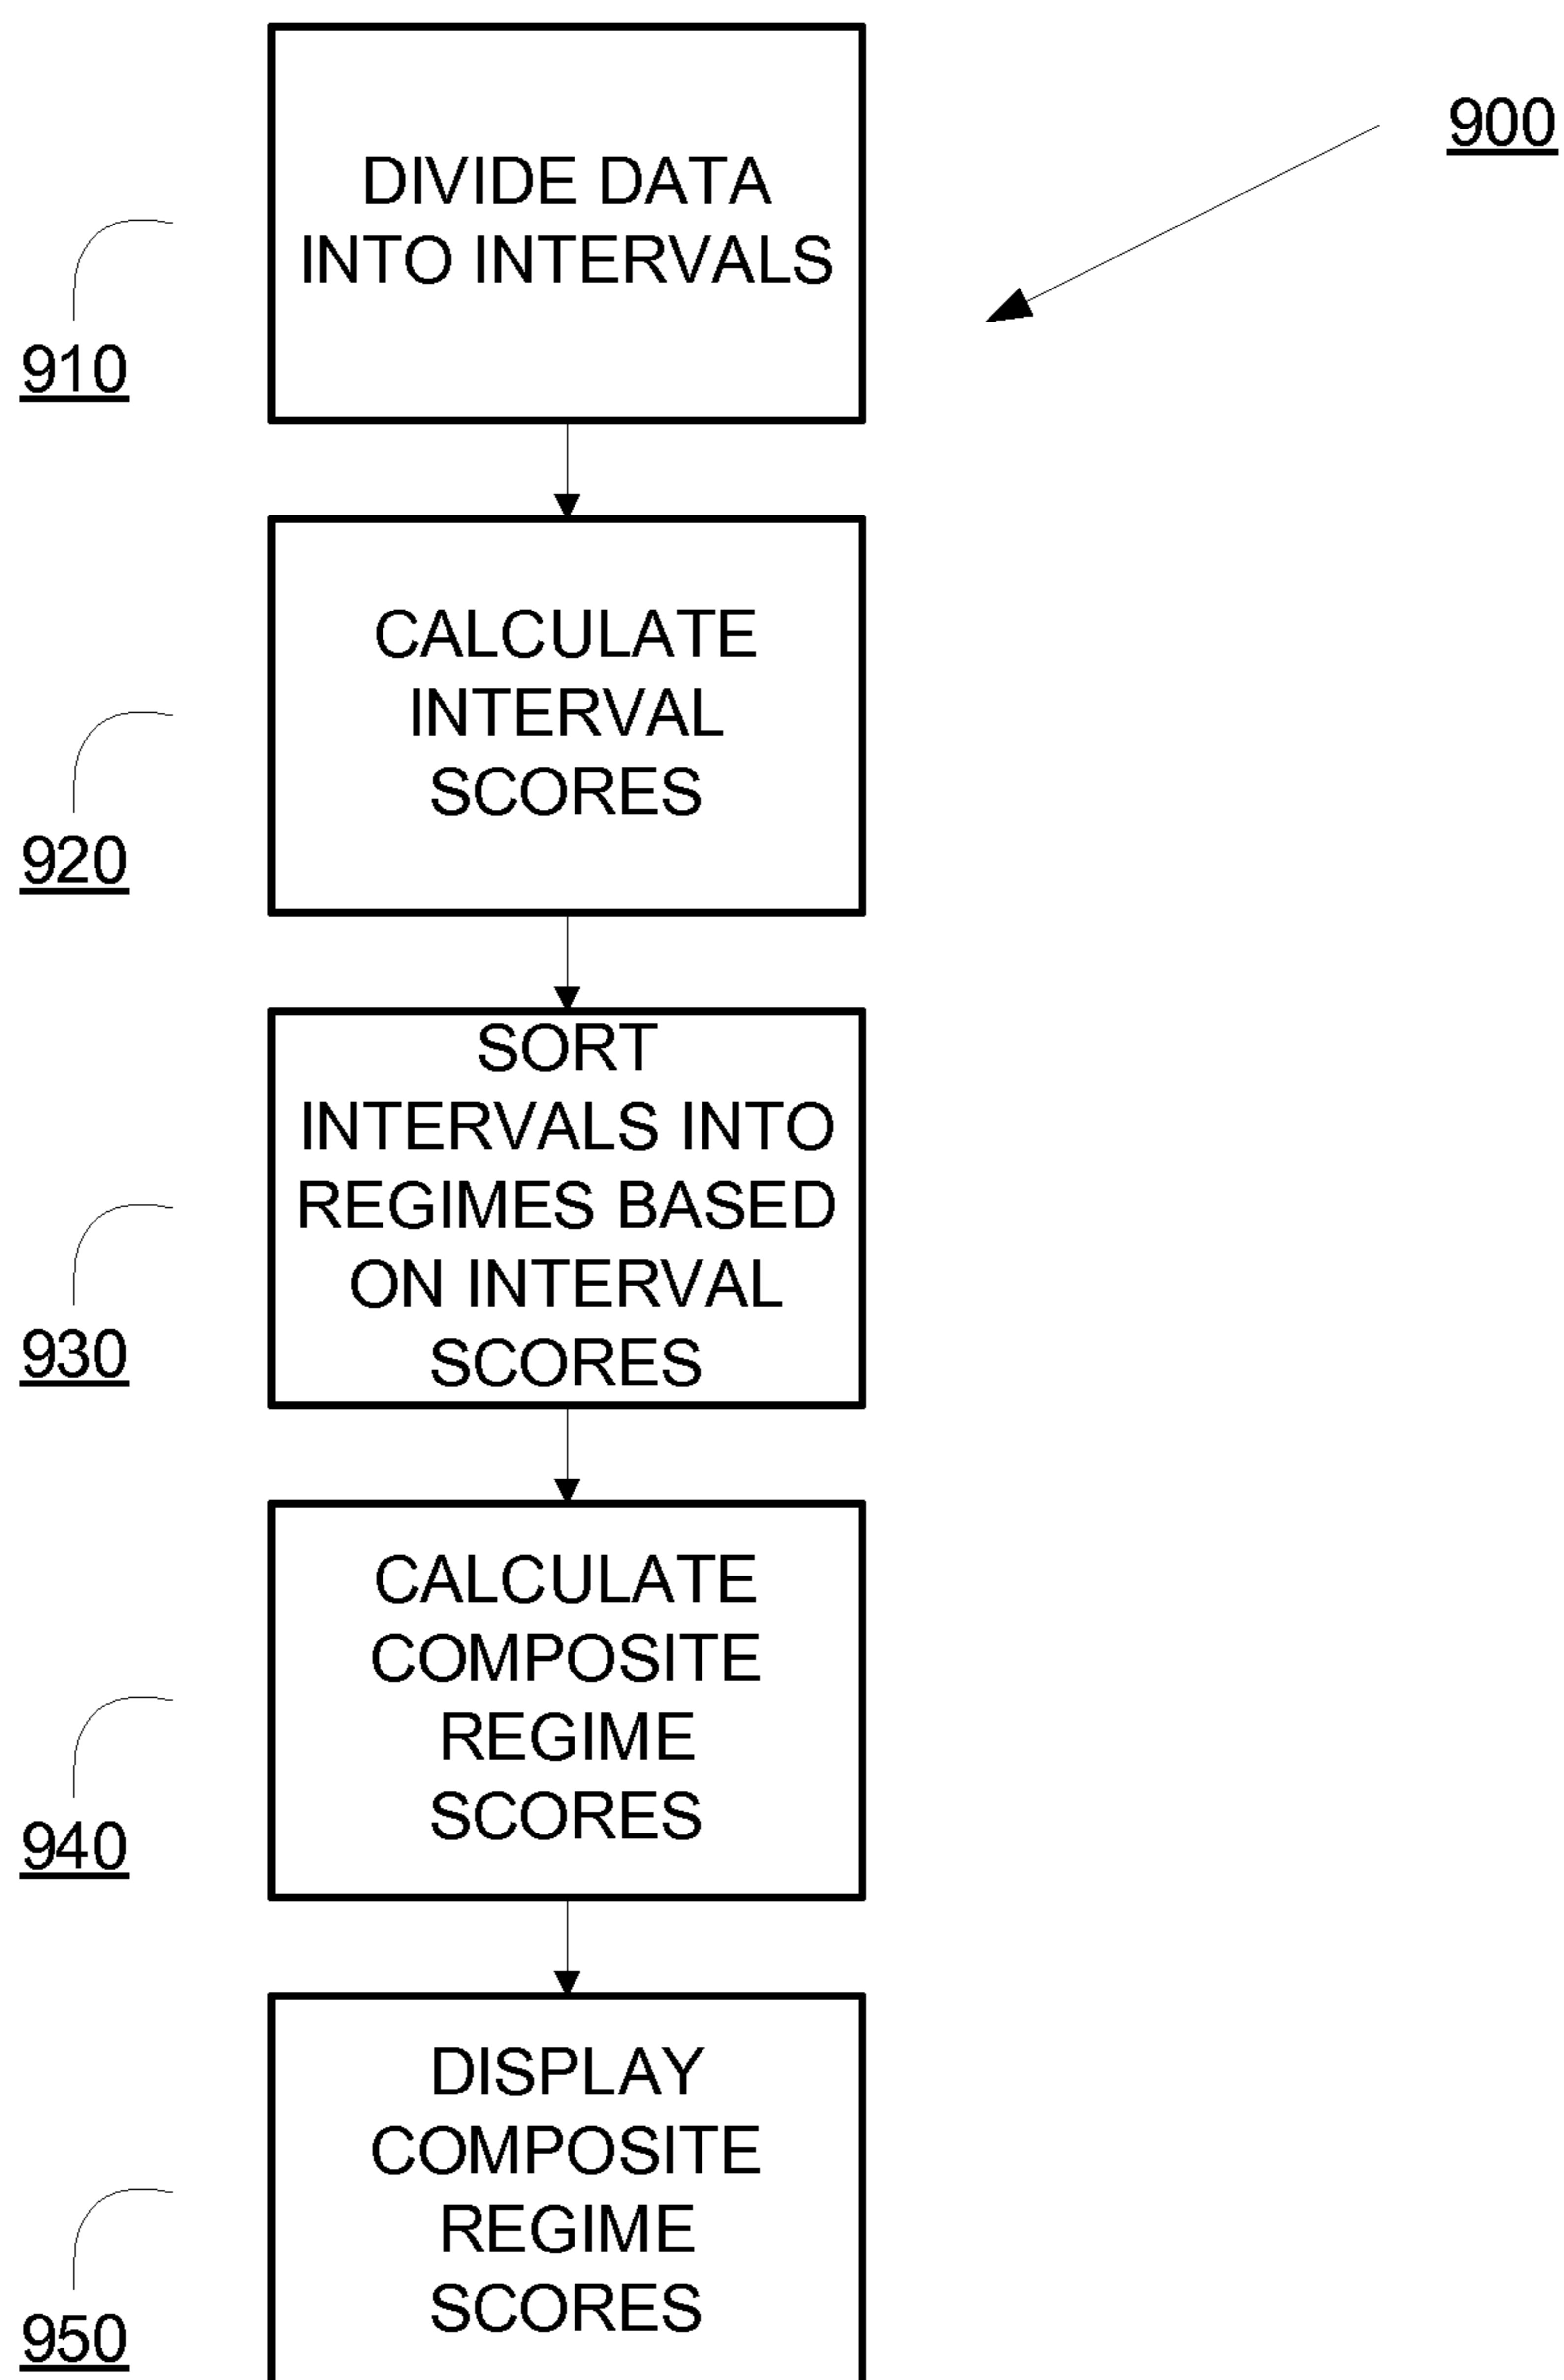 900
DIVIDE DATA
INTO INTERVALS
910
CALCULATE
INTERVAL
SCORES
920
SORT
INTERVALS INTO
REGIMES BASED
ON INTERVAL
SCORES
930
CALCULATE
COMPOSITE
REGIME
SCORES
940
DISPLAY
COMPOSITE
REGIME
SCORES
950